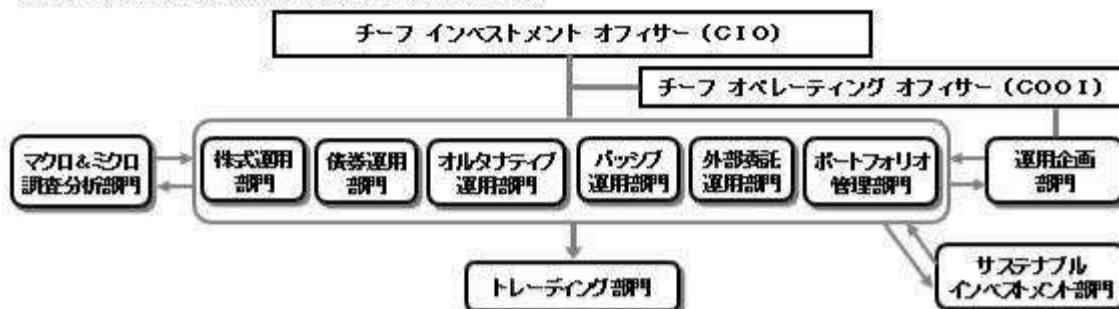 チーフ インベストメント オフィサー (CIO)
チーフ オペレーティング オフィサー (COOI)
マクロ&ミクロ
調査分析部門
株式運用
部門
債券運用
部門
オルタナティブ
運用部門
パッシブ
運用部門
外部委託
運用部門
ポートフォリオ
管理部門
運用企画
部門
トレーディング部門
サステナブル
インベストメント部門